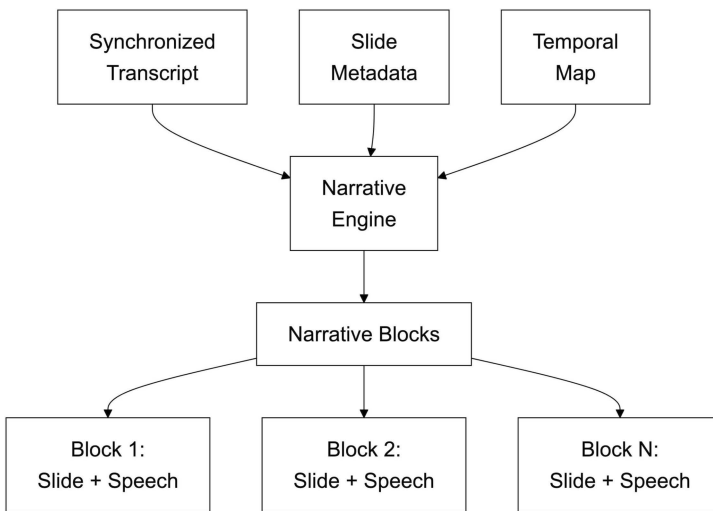 Synchronized
Transcript
Slide
Metadata
Temporal
Map
Narrative
Engine
Narrative Blocks
Block 1:
Slide + Speech
Block 2:
Slide + Speech
Block N:
Slide + Speech